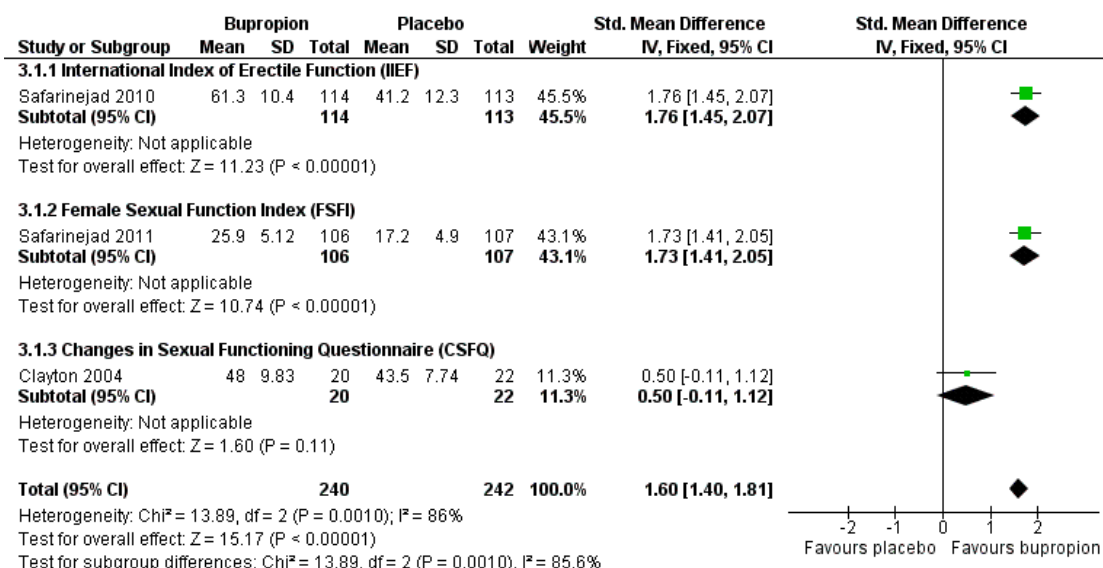 Bupropion Placebo Std. Mean Difference Std. Mean Difference
Study or Subgroup Mean SD Total Mean SD Total Weight IV, Fixed, 95% CI IV, Fixed, 95% CI
3.1.1 International Index of Erectile Function (IIEF)
Safarinejad 2010 61.3 10.4 114 41.2 12.3 113 45.5% 1.76 [1.45, 2.07]
Subtotal (95% CI) 114 113 45.5% 1.76 [1.45, 2.07]
Heterogeneity: Not applicable
Test for overall effect: Z = 11.23 (P < 0.00001)
3.1.2 Female Sexual Function Index (FSFI)
Safarinejad 2011 25.9 5.12 106 17.2 4.9 107 43.1% 1.73 [1.41, 2.05]
Subtotal (95% CI) 106 107 43.1% 1.73 [1.41, 2.05]
Heterogeneity: Not applicable
Test for overall effect: Z = 10.74 (P < 0.00001)
3.1.3 Changes in Sexual Functioning Questionnaire (CSFQ)
Clayton 2004 48 9.83 20 43.5 7.74 22 11.3% 0.50 [-0.11, 1.12]
Subtotal (95% CI) 20 22 11.3% 0.50 [-0.11, 1.12]
Heterogeneity: Not applicable
Test for overall effect: Z = 1.60 (P = 0.11)
Total (95% CI) 240 242 100.0% 1.60 [1.40, 1.81]
Heterogeneity: Chi² = 13.89, df = 2 (P = 0.0010); I² = 86%
Test for overall effect: Z = 15.17 (P < 0.00001)
Test for subgroup differences: Chi² = 13.89, df = 2 (P = 0.0010), I² = 85.6%
-2 -1 0 1 2
Favours placebo Favours bupropion